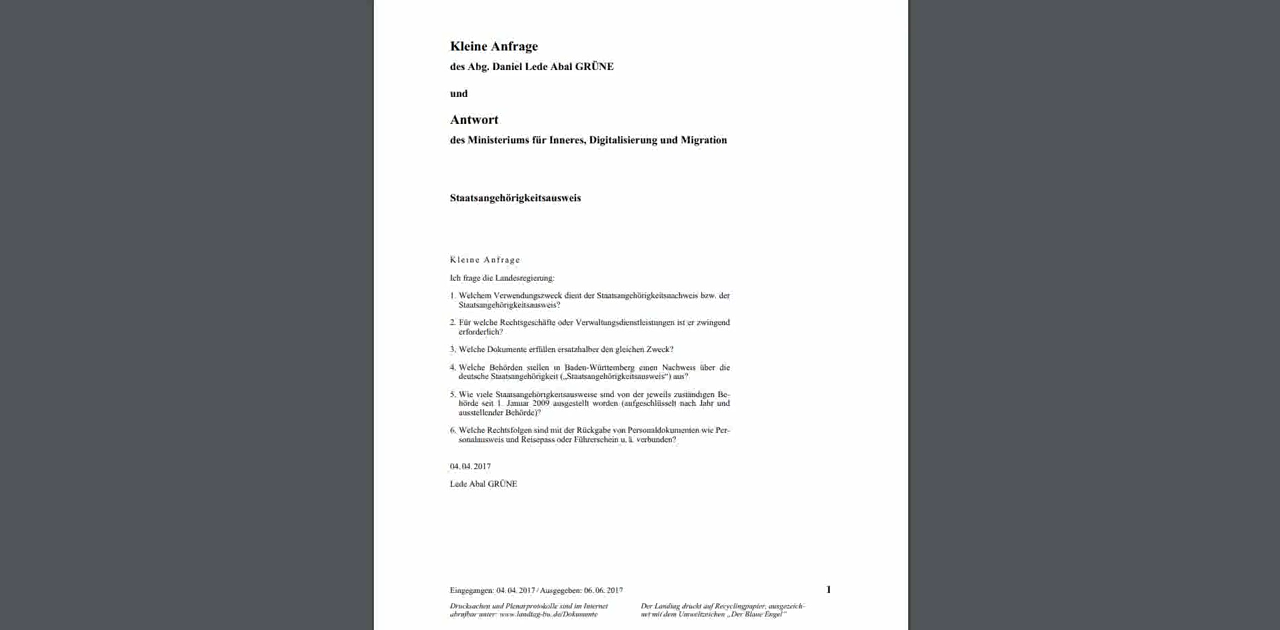 Kleine Anfrage
des Abg. Daniel Lede Abal GRÜNE
und
Antwort
des Ministeriums für Inneres, Digitalisierung und Migration
Staatsangehörigkeitsausweis
Kleine Anfrage
Ich frage die Landesregierung:
1. Welchem Verwendungszweck dient der Staatsangehörigkeitsnachweis bzw. der
Staatsangehörigkeitsausweis?
2. Für welche Rechtsgeschäfte oder Verwaltungsdienstleistungen ist er zwingend
erforderlich?
3. Welche Dokumente erfüllen ersatzhalber den gleichen Zweck?
4. Welche Behörden stellen in Baden-Württemberg einen Nachweis über die
deutsche Staatsangehörigkeit („Staatsangehörigkeitsausweis“) aus?
5. Wie viele Staatsangehörigkeitsausweise sind von der jeweils zuständigen Be-
hörde seit 1. Januar 2009 ausgestellt worden (aufgeschlüsselt nach Jahr und
ausstellender Behörde)?
6. Welche Rechtsfolgen sind mit der Rückgabe von Personaldokumenten wie Per-
sonalausweis und Reisepass oder Führerschein u. ä. verbunden?
04. 04. 2017
Lede Abal GRÜNE
Eingegangen: 04. 04. 2017 / Ausgegeben: 06. 06. 2017
1
Drucksachen und Plenarprotokolle sind im Internet
abrufbar unter: www.landtag-bw.de/Dokumente
Der Landtag druckt auf Recyclingpapier, ausgezeich-
net mit dem Umweltzeichen „Der Blaue Engel“